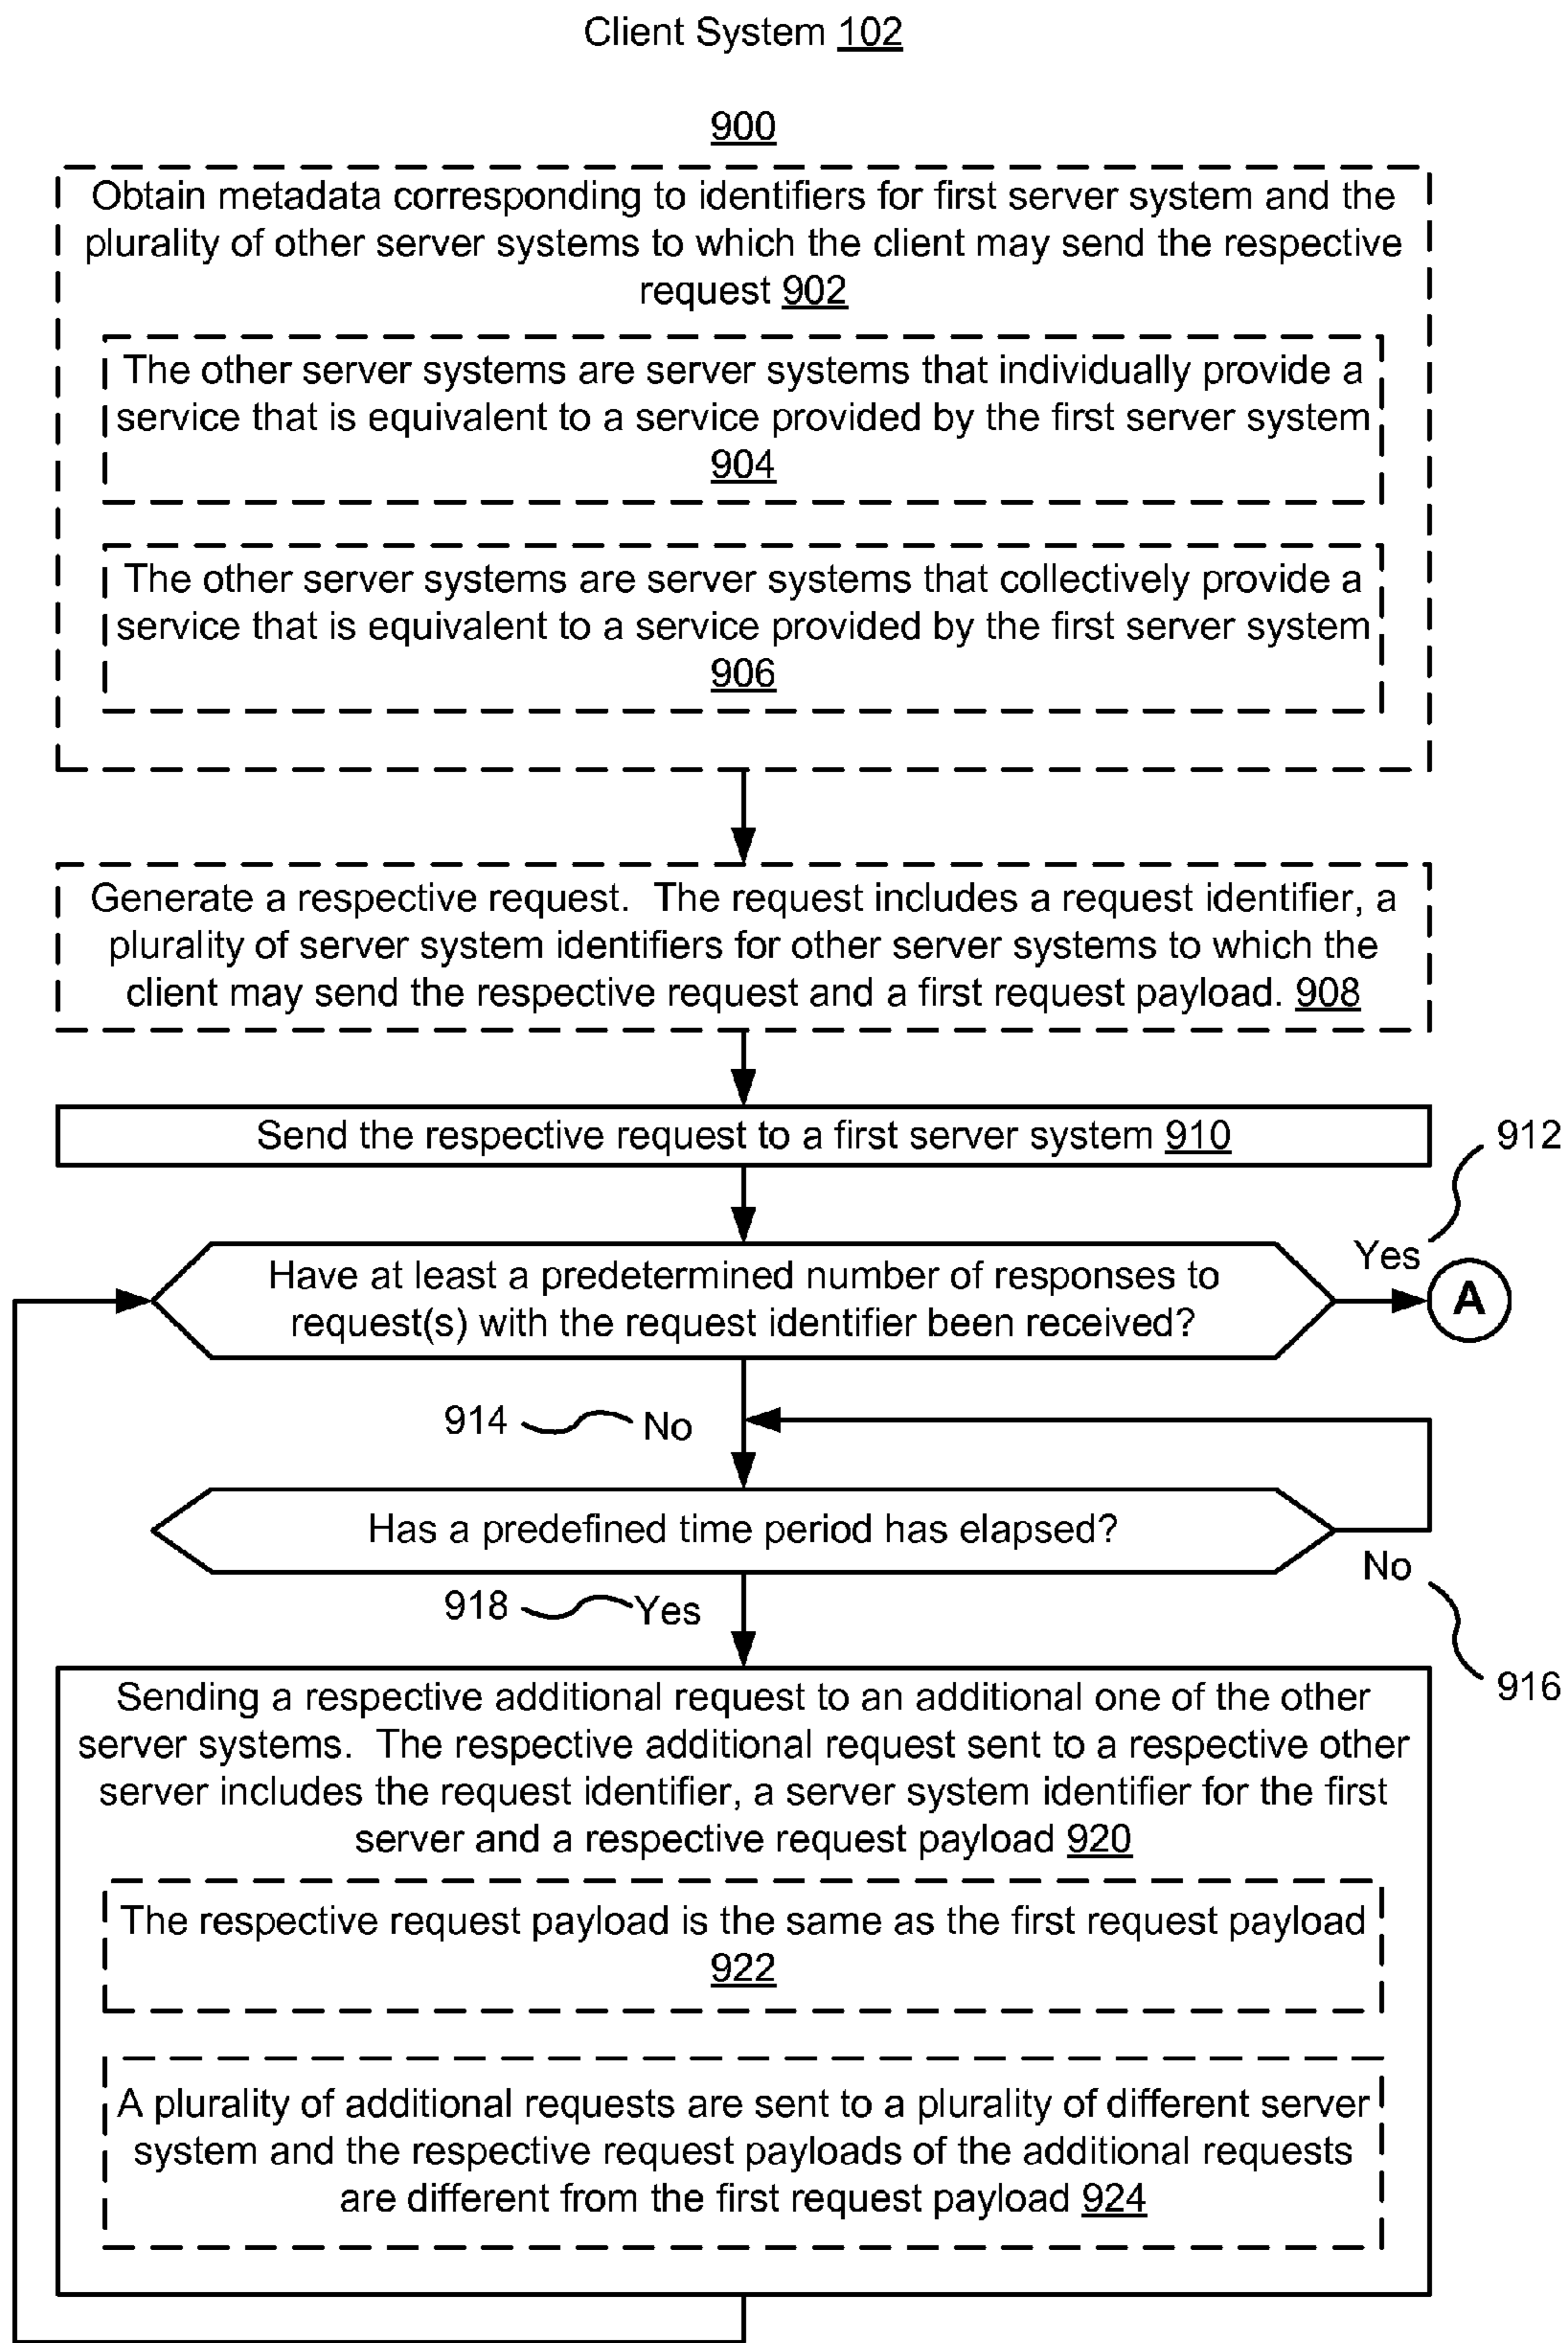 Client System 102
900
Obtain metadata corresponding to identifiers for first server system and the
plurality of other server systems to which the client may send the respective
request 902
The other server systems are server systems that individually provide a
service that is equivalent to a service provided by the first server system
904
The other server systems are server systems that collectively provide a
service that is equivalent to a service provided by the first server system
906
Generate a respective request.  The request includes a request identifier, a
plurality of server system identifiers for other server systems to which the
client may send the respective request and a first request payload. 908
Send the respective request to a first server system 910
912
Yes
Have at least a predetermined number of responses to
request(s) with the request identifier been received?
A
914
No
Has a predefined time period has elapsed?
No
918
Yes
916
Sending a respective additional request to an additional one of the other
server systems.  The respective additional request sent to a respective other
server includes the request identifier, a server system identifier for the first
server and a respective request payload 920
The respective request payload is the same as the first request payload
922
A plurality of additional requests are sent to a plurality of different server
system and the respective request payloads of the additional requests
are different from the first request payload 924